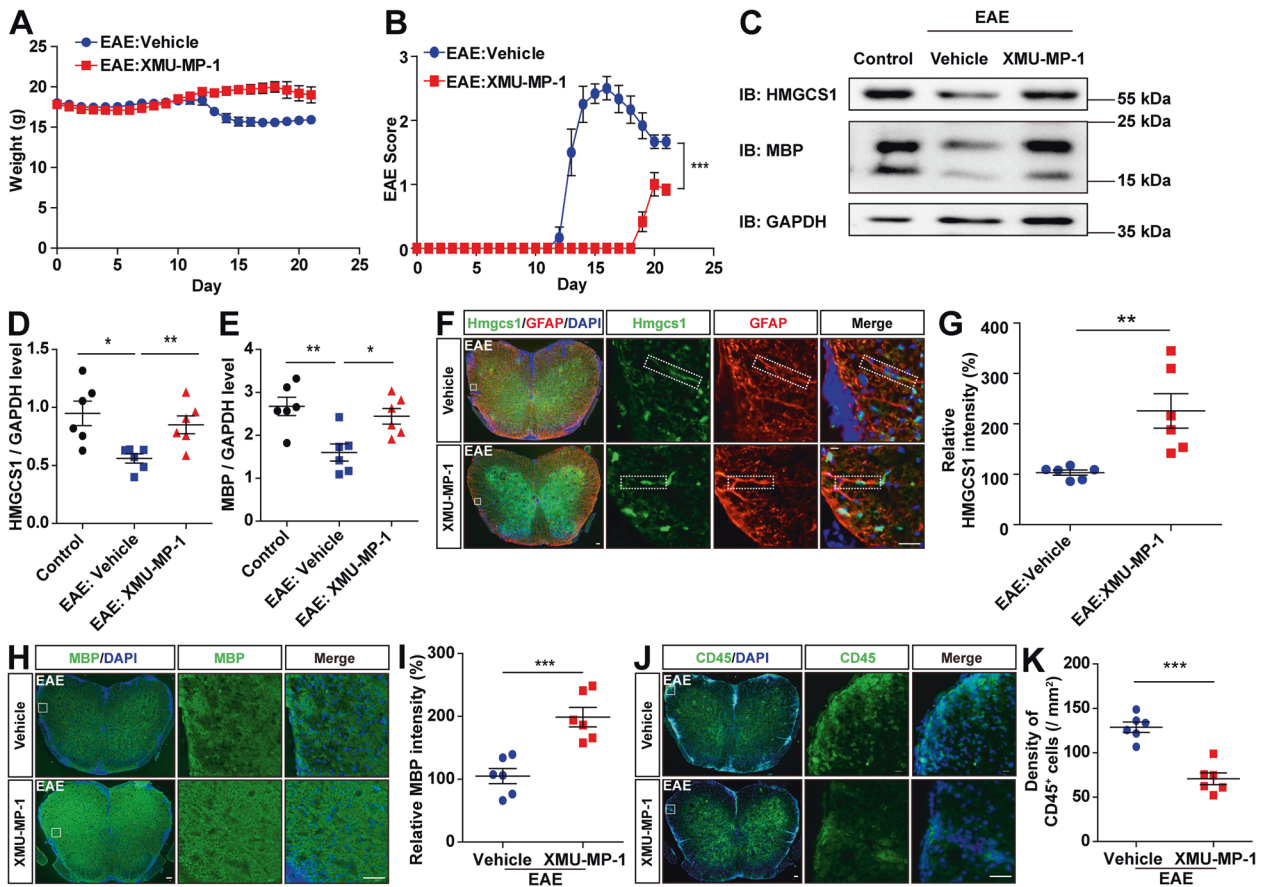 A
EAE:Vehicle
EAE:XMU-MP-1
25
20
15
10
5
0
Weight (g)
0 5 10 15 20 25
Day
B
EAE:Vehicle
EAE:XMU-MP-1
3
2
1
0
EAE Score
***
0 5 10 15 20 25
Day
C
EAE
Control Vehicle XMU-MP-1
IB: HMGCS1
55 kDa
25 kDa
IB: MBP
15 kDa
IB: GAPDH
35 kDa
D
HMGCS1 / GAPDH level
1.5
1.0
0.5
0.0
* **
Control
EAE: Vehicle
EAE: XMU-MP-1
E
MBP / GAPDH level
4
3
2
1
0
** *
Control
EAE: Vehicle
EAE: XMU-MP-1
F
Hmgcs1/GFAP/DAPI Hmgcs1 GFAP Merge
Vehicle
EAE
XMU-MP-1
EAE
G
Relative
HMGCS1 intensity (%)
400
300
200
100
0
**
EAE:Vehicle
EAE:XMU-MP-1
H
MBP/DAPI MBP Merge
Vehicle
EAE
XMU-MP-1
EAE
I
Relative MBP intensity (%)
300
200
100
0
***
Vehicle XMU-MP-1
EAE
J
CD45/DAPI CD45 Merge
Vehicle
EAE
XMU-MP-1
EAE
K
Density of
CD45⁺ cells (/ mm²)
200
150
100
50
0
***
Vehicle XMU-MP-1
EAE